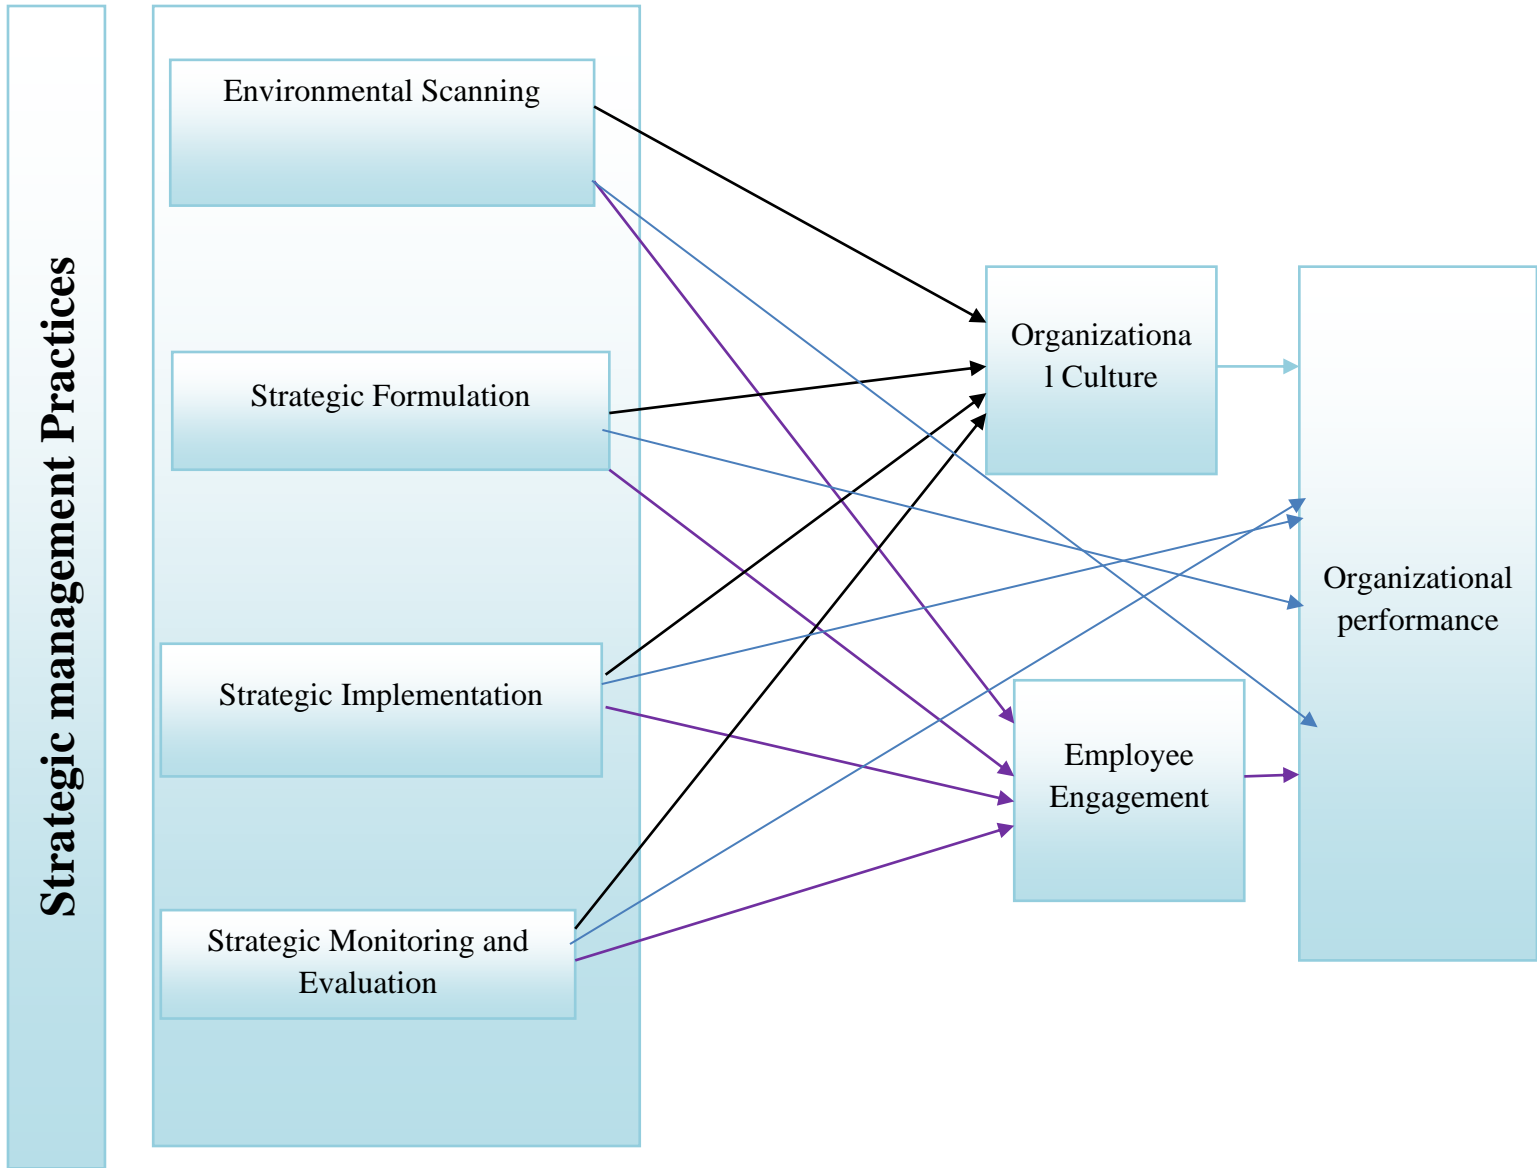 Strategic management Practices
Environmental Scanning
Strategic Formulation
Strategic Implementation
Strategic Monitoring and
Evaluation
Organizationa
l Culture
Employee
Engagement
Organizational
performance